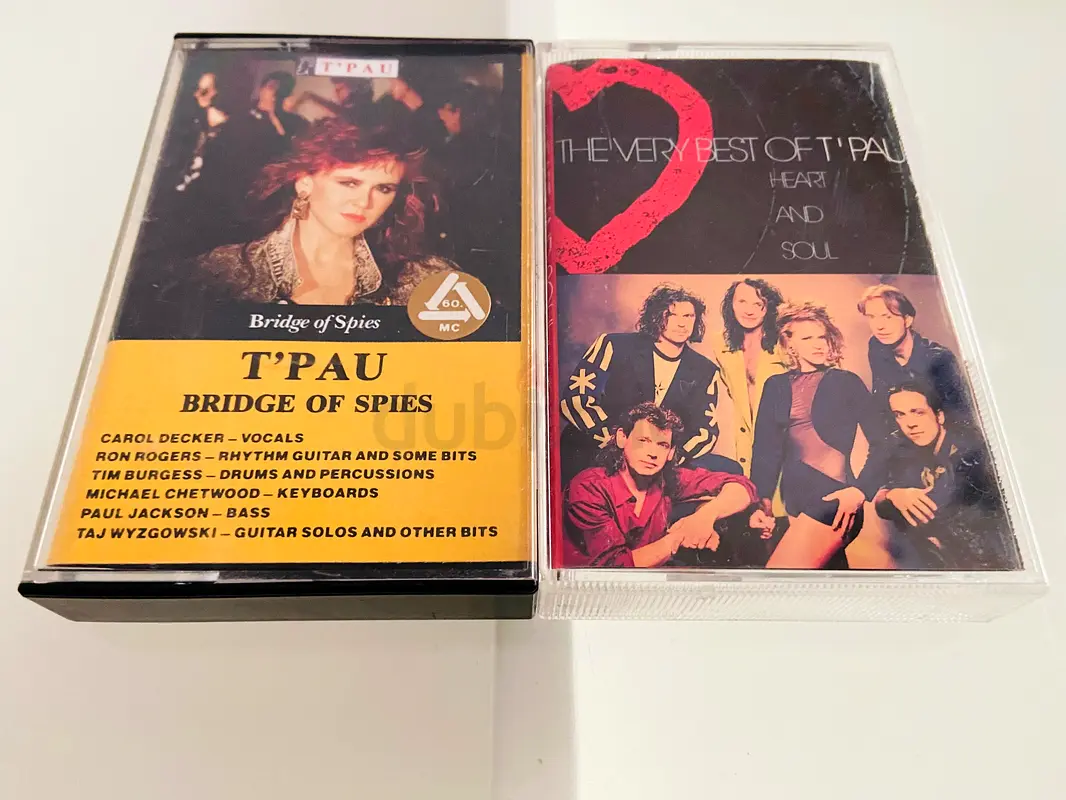 T'PAU
Bridge of Spies
60.
MC
T'PAU
BRIDGE OF SPIES
CAROL DECKER – VOCALS
RON ROGERS – RHYTHM GUITAR AND SOME BITS
TIM BURGESS – DRUMS AND PERCUSSIONS
MICHAEL CHETWOOD – KEYBOARDS
PAUL JACKSON – BASS
TAJ WYZGOWSKI – GUITAR SOLOS AND OTHER BITS
THE VERY BEST OF T'PAU
HEART
AND
SOUL